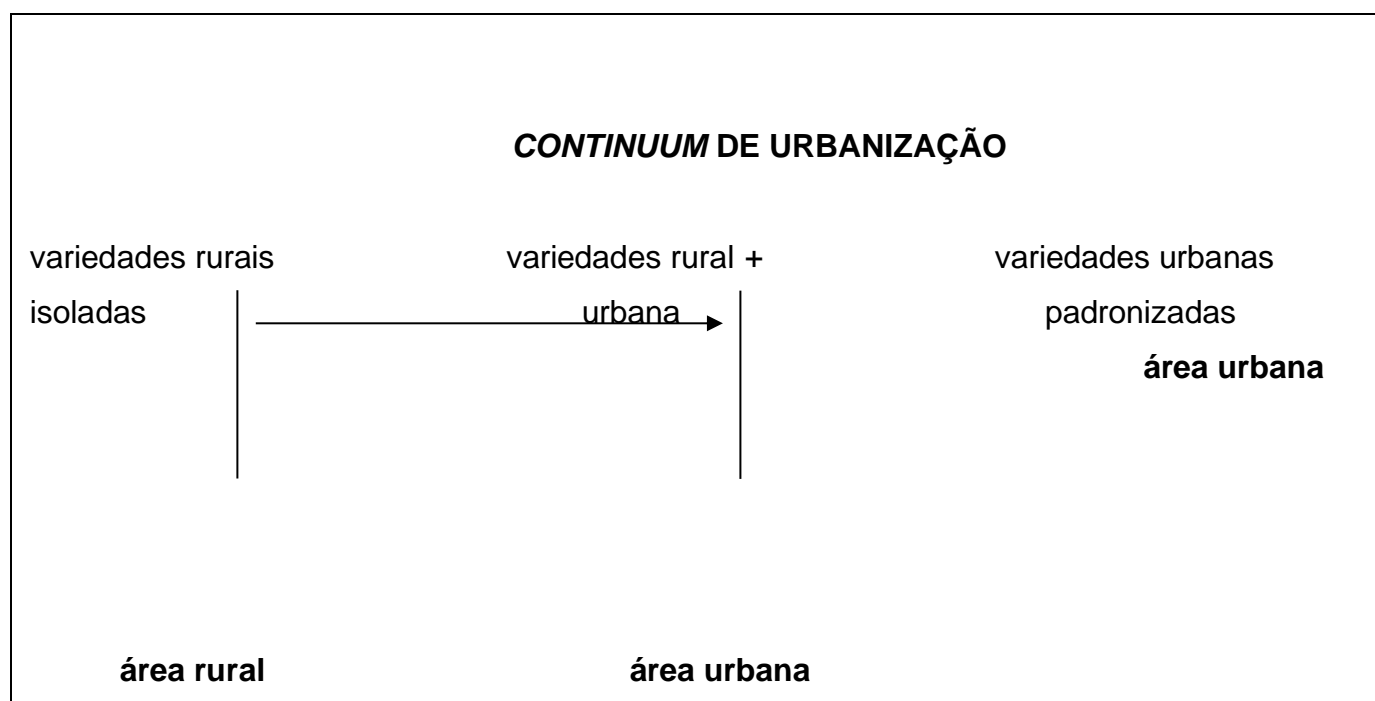 CONTINUUM DE URBANIZAÇÃO
variedades rurais
isoladas
variedades rural +
urbana
variedades urbanas
padronizadas
área urbana
área rural
área urbana